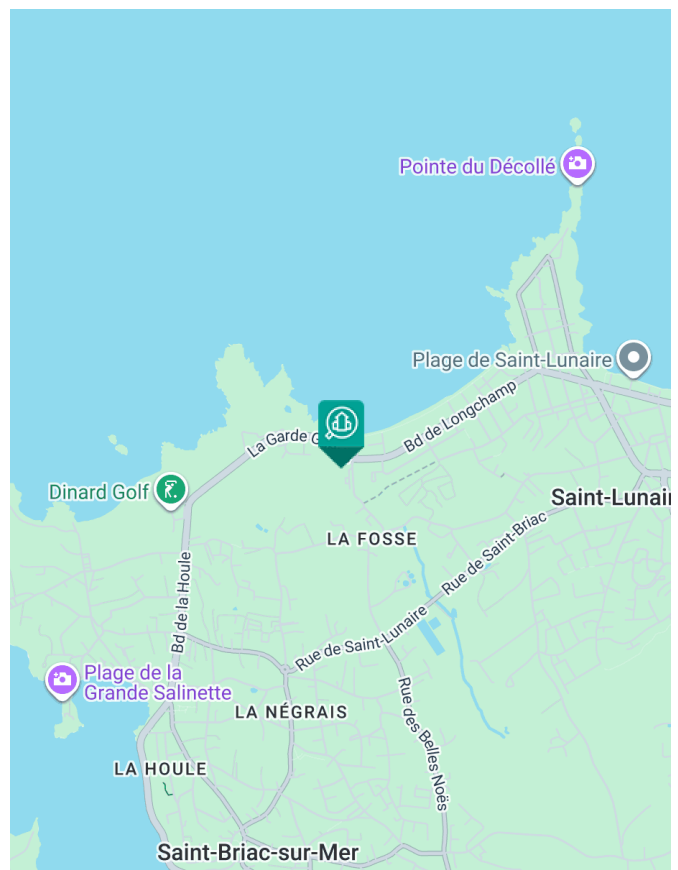 Pointe du Décollé
Plage de Saint-Lunaire
Bd de Longchamp
La Garde G
Dinard Golf
Saint-Lunair
LA FOSSE
Rue de Saint-Briac
Bd de la Houle
Rue de Saint-Lunaire
Plage de la
Grande Salinette
Rue des Belles Noës
LA NÉGRAIS
LA HOULE
Saint-Briac-sur-Mer